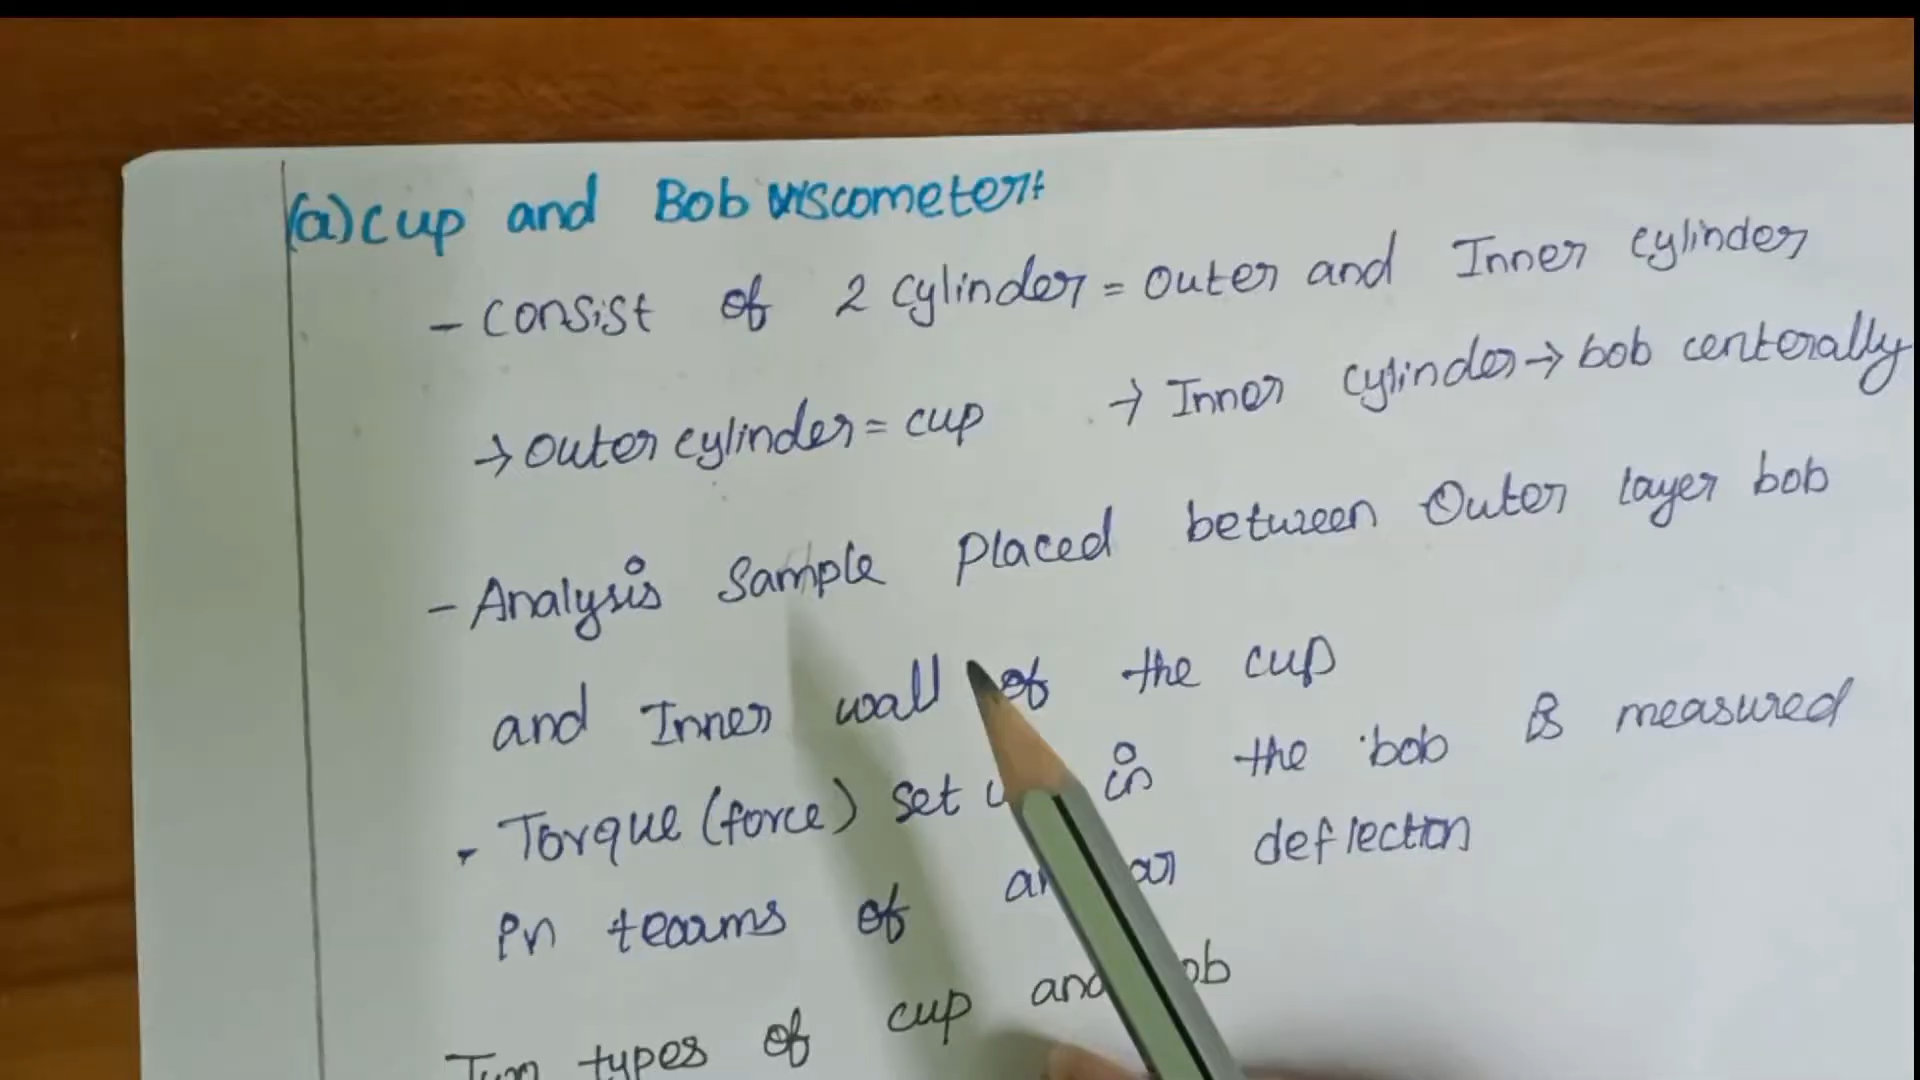 (a) cup and Bob viscometer:
- consist of 2 cylinder = outer and Inner cylinder
→ outer cylinder = cup → Inner cylinder → bob centerally
- Analysis sample placed between Outer layer bob
and Inner wall of the cup
- Torque (force) set in the bob is measured
in tearms of deflection
Two types of cup and